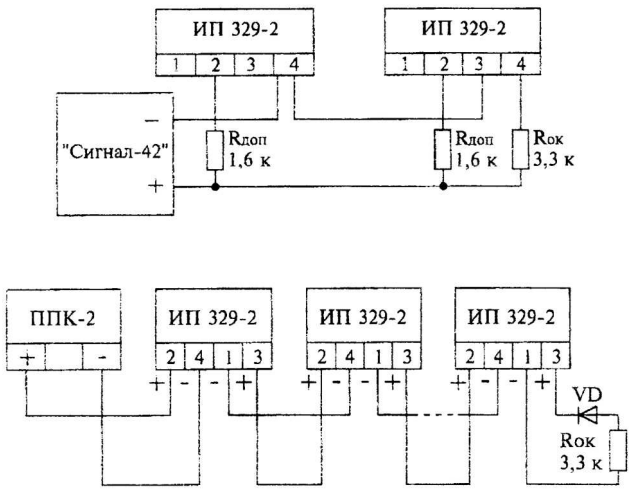 ИП 329-2 ИП 329-2
1 2 3 4 1 2 3 4
"Сигнал-42" − +
Rдоп 1,6 к
Rдоп 1,6 к
Rок 3,3 к
ППК-2 ИП 329-2 ИП 329-2 ИП 329-2
+ - 2 4 1 3 2 4 1 3 2 4 1 3
+ - - + + - - + + - - +
VD
Rок
3,3 к